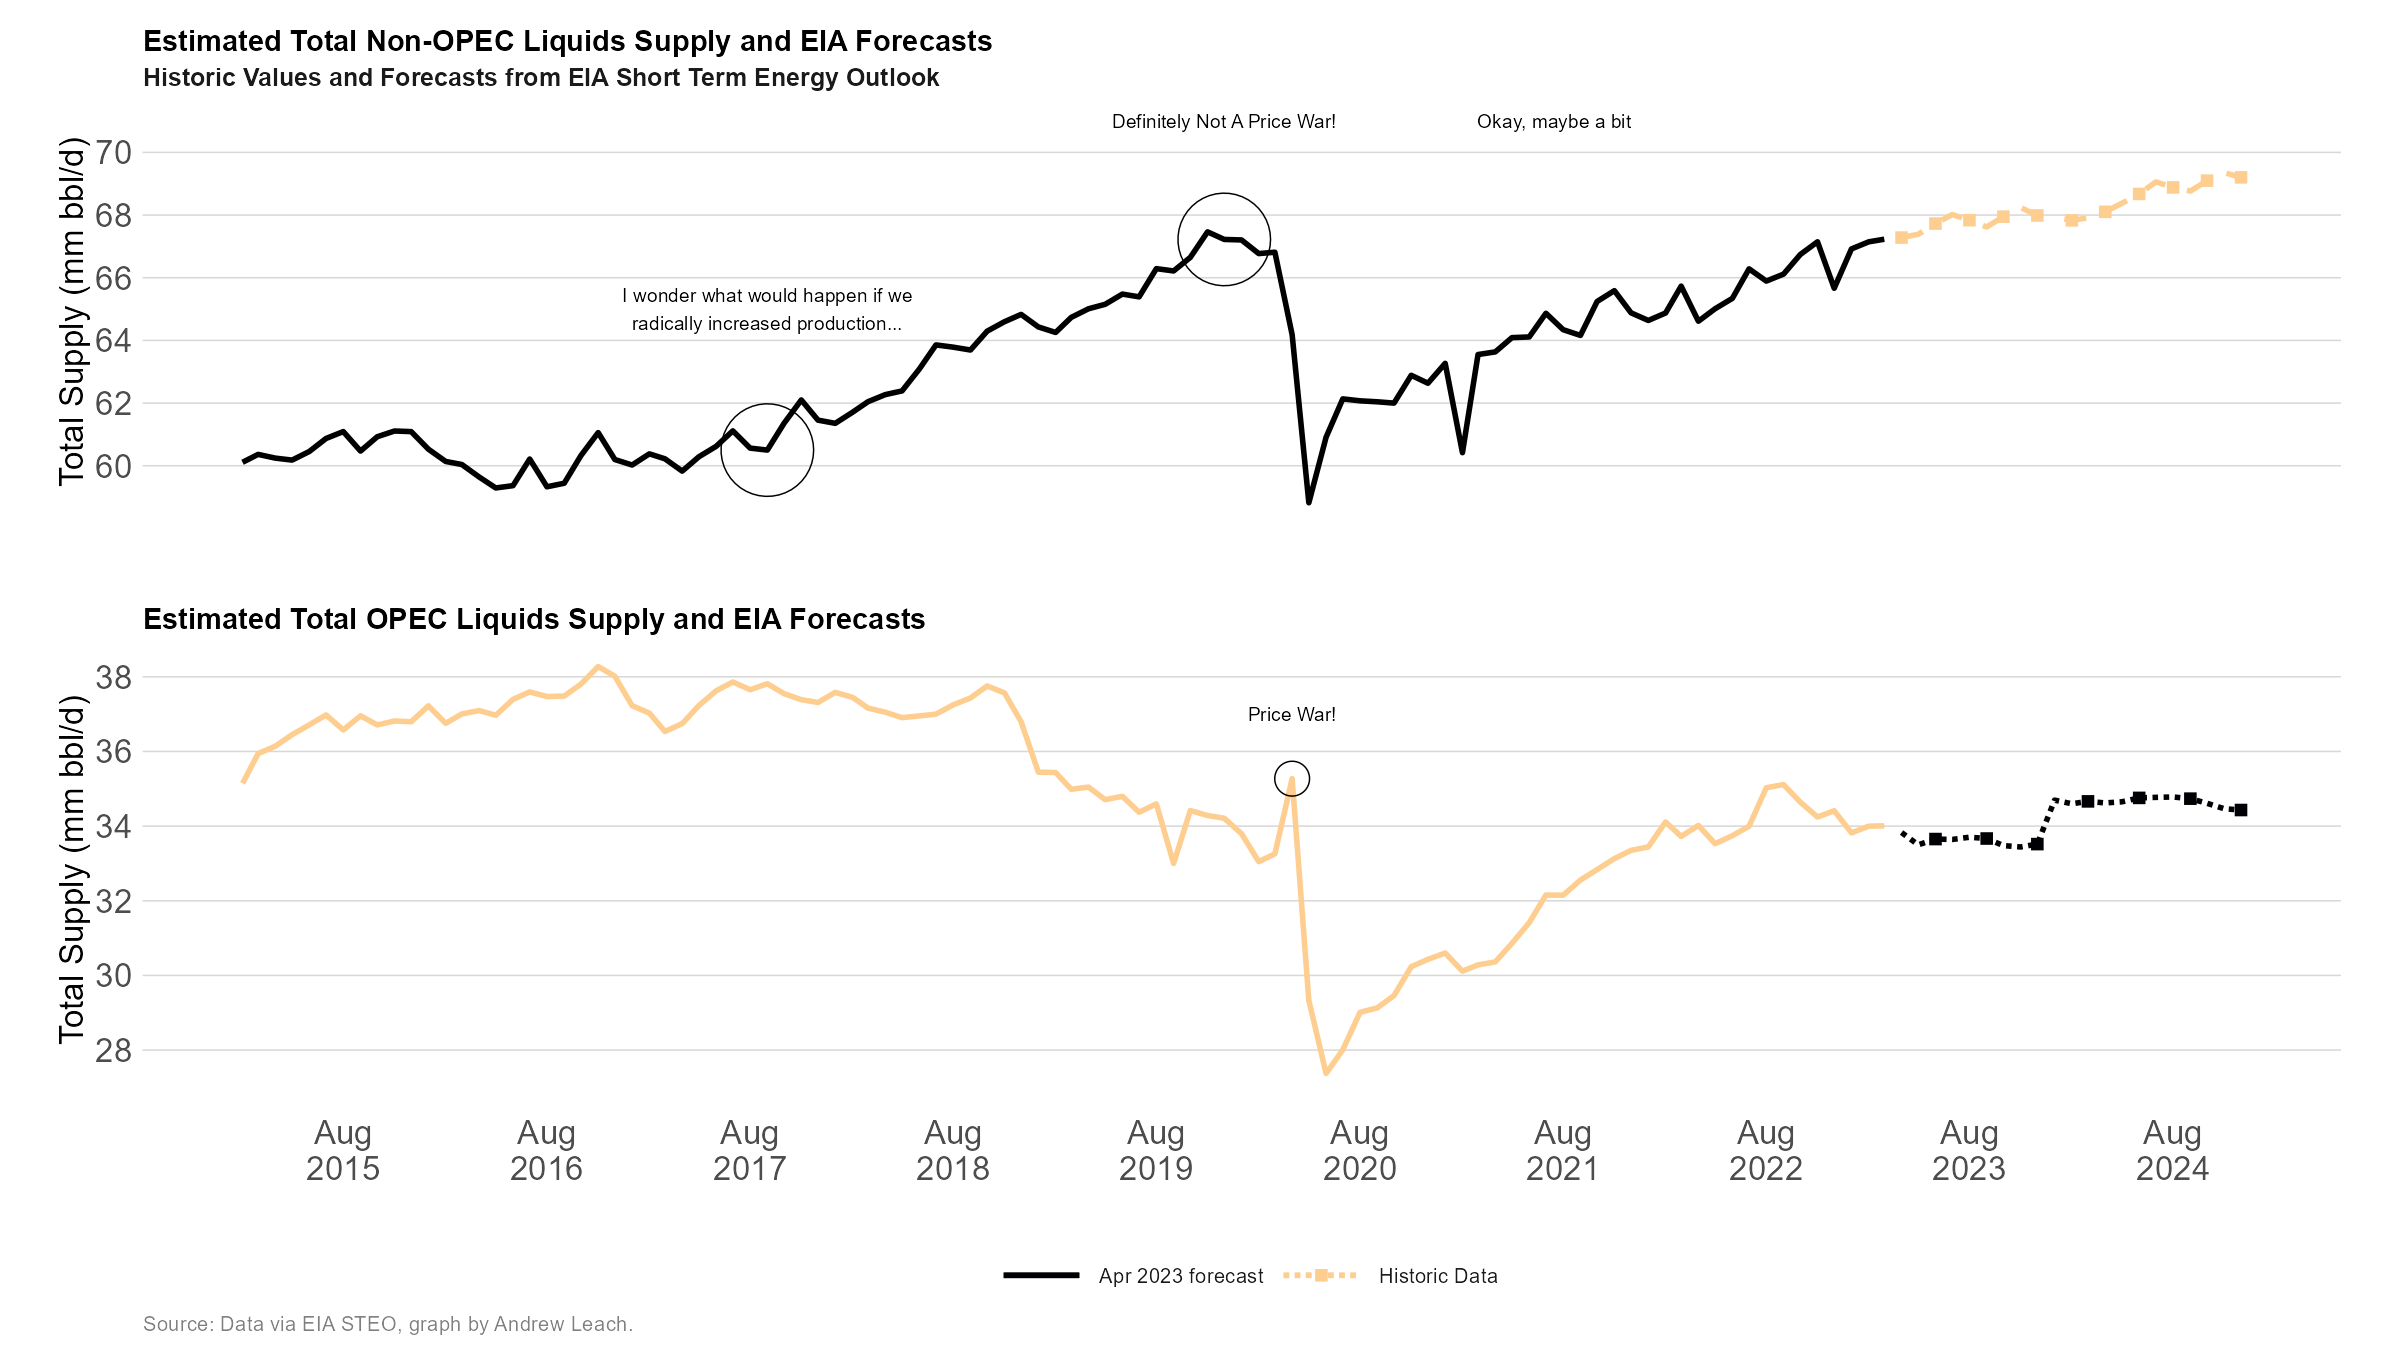 Estimated Total Non-OPEC Liquids Supply and EIA Forecasts
Historic Values and Forecasts from EIA Short Term Energy Outlook
Definitely Not A Price War!
Okay, maybe a bit
Total Supply (mm bbl/d)
70
68
66
64
62
60
I wonder what would happen if we
radically increased production...
Estimated Total OPEC Liquids Supply and EIA Forecasts
Total Supply (mm bbl/d)
38
36
34
32
30
28
Price War!
Aug
2015
Aug
2016
Aug
2017
Aug
2018
Aug
2019
Aug
2020
Aug
2021
Aug
2022
Aug
2023
Aug
2024
Apr 2023 forecast
Historic Data
Source: Data via EIA STEO, graph by Andrew Leach.